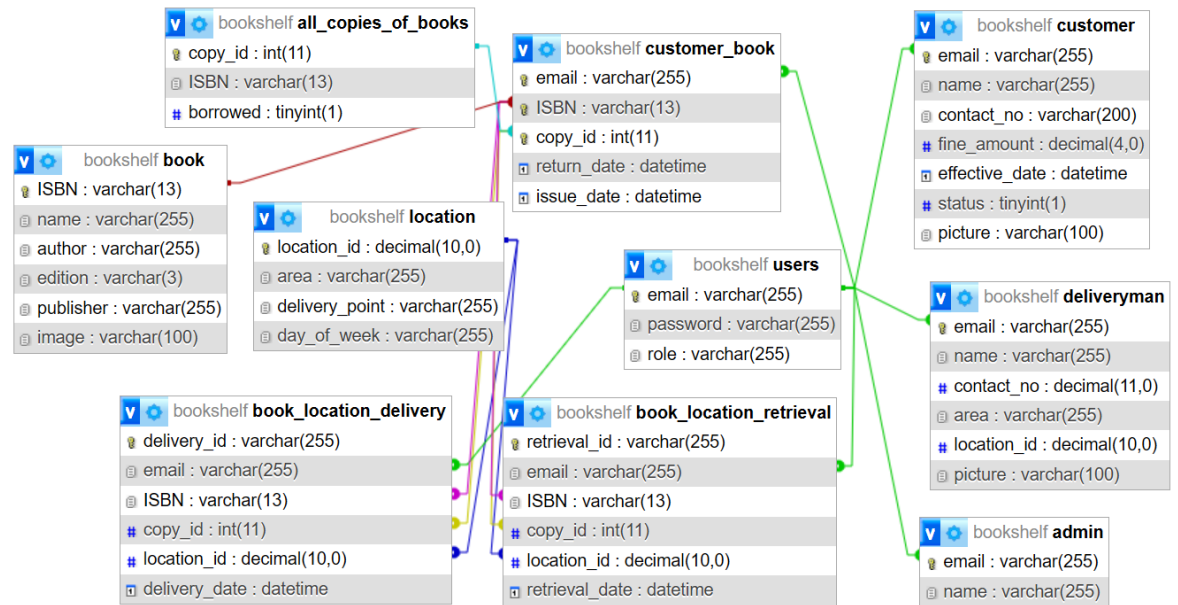 bookshelf all_copies_of_books
copy_id : int(11)
ISBN : varchar(13)
borrowed : tinyint(1)
bookshelf customer_book
email : varchar(255)
ISBN : varchar(13)
copy_id : int(11)
return_date : datetime
issue_date : datetime
bookshelf customer
email : varchar(255)
name : varchar(255)
contact_no : varchar(200)
fine_amount : decimal(4,0)
effective_date : datetime
status : tinyint(1)
picture : varchar(100)
bookshelf book
ISBN : varchar(13)
name : varchar(255)
author : varchar(255)
edition : varchar(3)
publisher : varchar(255)
image : varchar(100)
bookshelf location
location_id : decimal(10,0)
area : varchar(255)
delivery_point : varchar(255)
day_of_week : varchar(255)
bookshelf users
email : varchar(255)
password : varchar(255)
role : varchar(255)
bookshelf deliveryman
email : varchar(255)
name : varchar(255)
contact_no : decimal(11,0)
area : varchar(255)
location_id : decimal(10,0)
picture : varchar(100)
bookshelf book_location_delivery
delivery_id : varchar(255)
email : varchar(255)
ISBN : varchar(13)
copy_id : int(11)
location_id : decimal(10,0)
delivery_date : datetime
bookshelf book_location_retrieval
retrieval_id : varchar(255)
email : varchar(255)
ISBN : varchar(13)
copy_id : int(11)
location_id : decimal(10,0)
retrieval_date : datetime
bookshelf admin
email : varchar(255)
name : varchar(255)